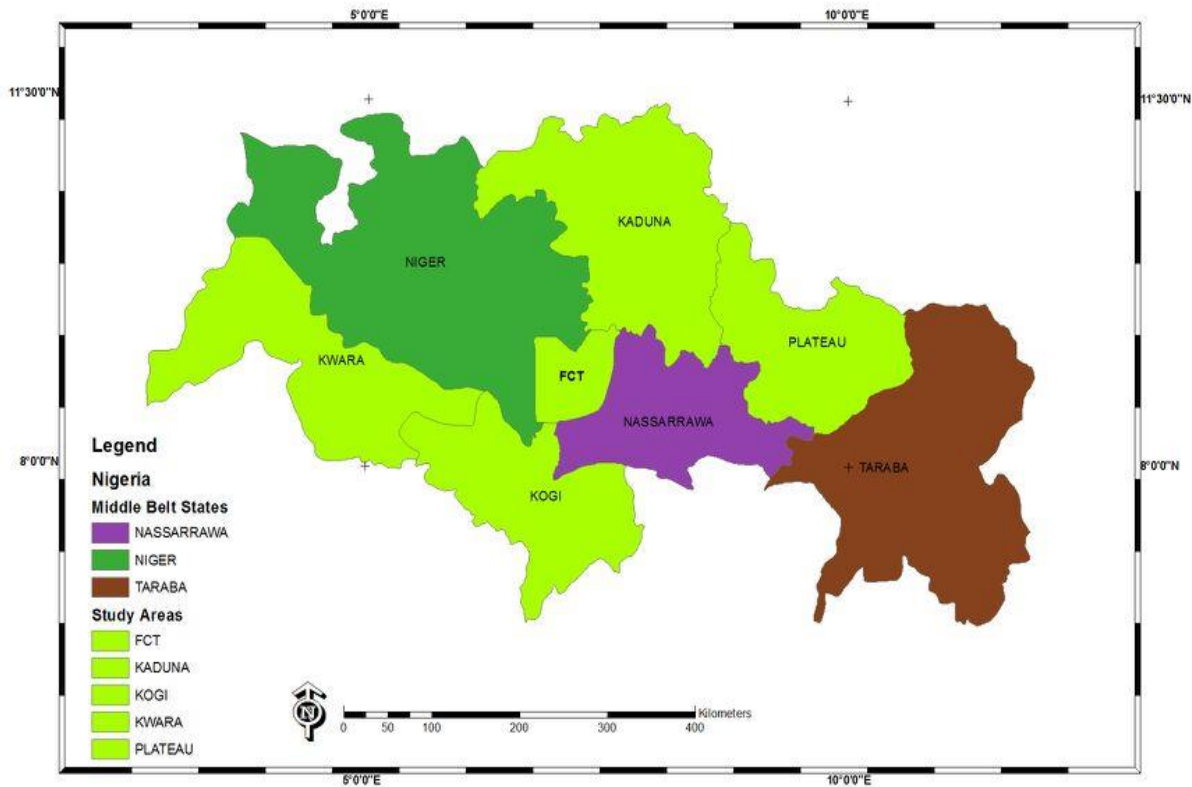 5°0'0"E 10°0'0"E
11°30'0"N 11°30'0"N
KADUNA
NIGER
PLATEAU
KWARA
FCT
NASSARRAWA
8°0'0"N 8°0'0"N
TARABA
KOGI
Legend
Nigeria
Middle Belt States
NASSARRAWA
NIGER
TARABA
Study Areas
FCT
KADUNA
KOGI
KWARA
PLATEAU
N
Kilometers
0 50 100 200 300 400
5°0'0"E 10°0'0"E